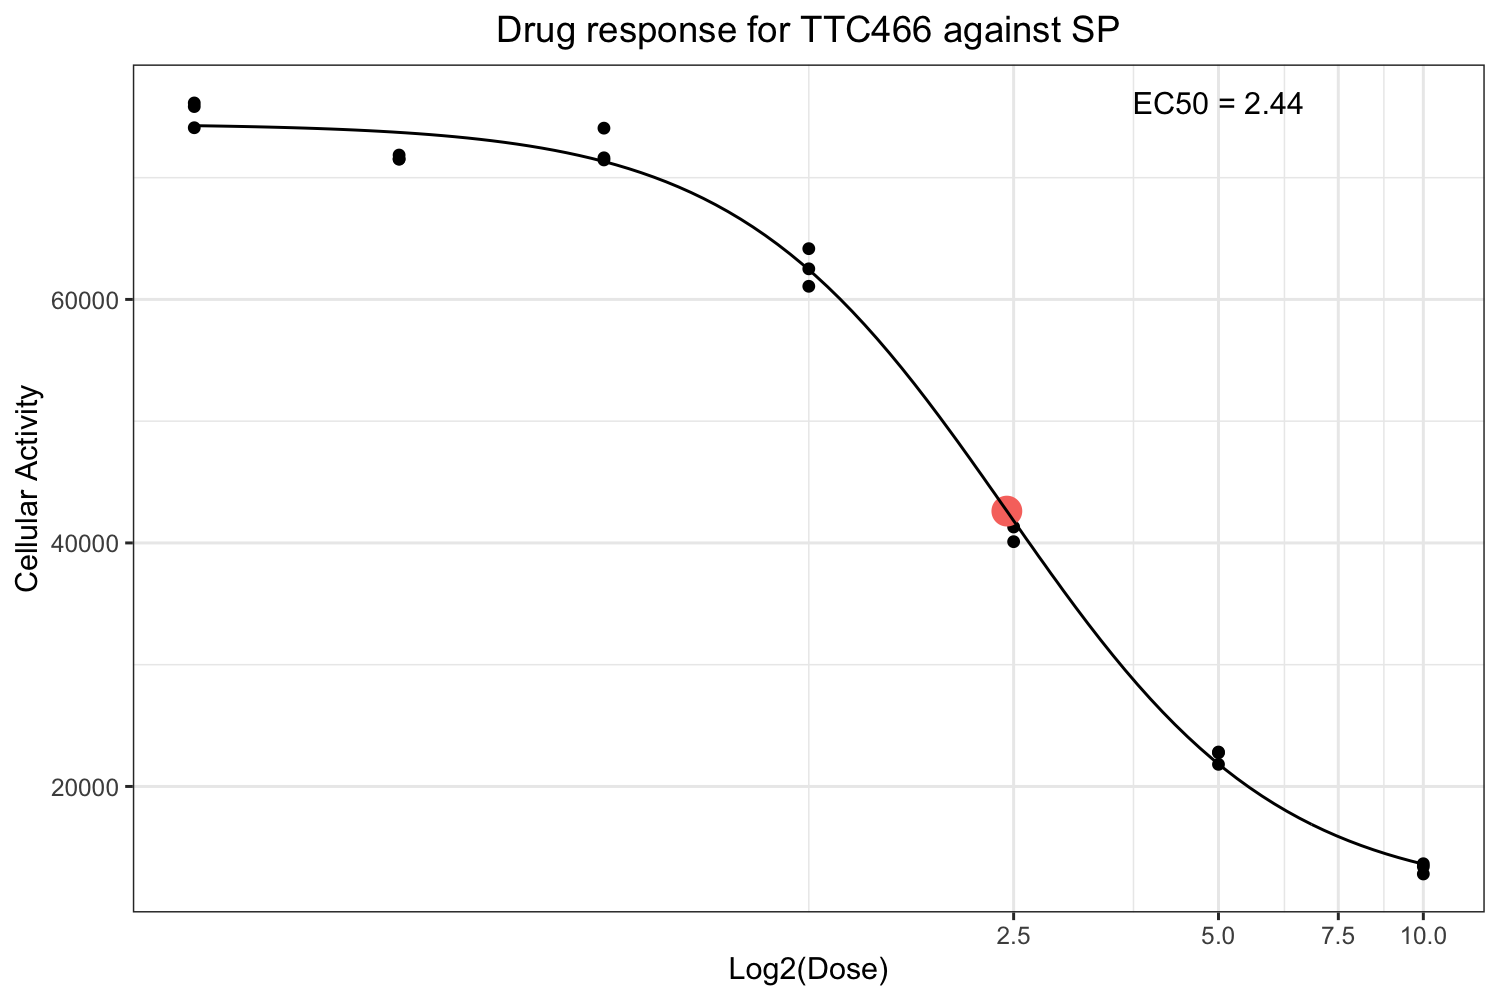 Drug response for TTC466 against SP
EC50 = 2.44
60000
40000
20000
Cellular Activity
2.5 5.0 7.5 10.0
Log2(Dose)